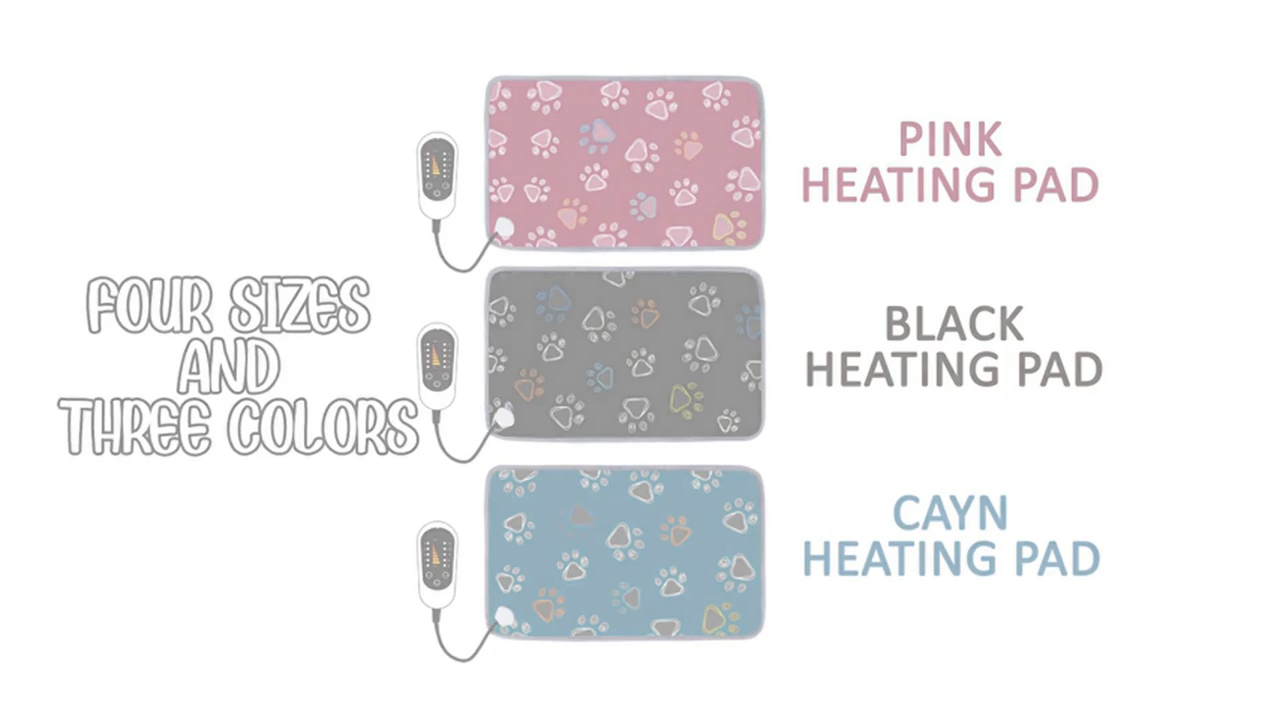 FOUR SIZES
AND
THREE COLORS
PINK
HEATING PAD
BLACK
HEATING PAD
CAYN
HEATING PAD